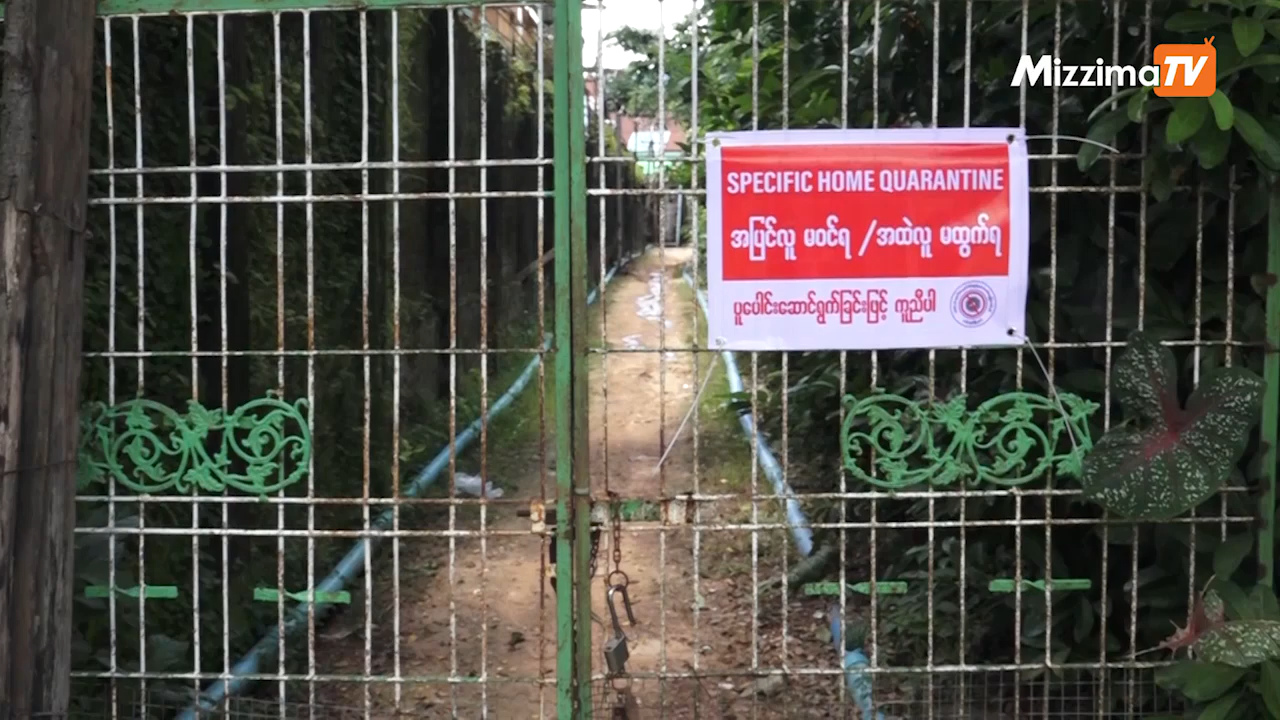 MizzimaTV
SPECIFIC HOME QUARANTINE
အပြင်လူ မဝင်ရ /အထဲလူ မထွက်ရ
ပူးပေါင်းဆောင်ရွက်ခြင်းဖြင့် ကူညီပါ